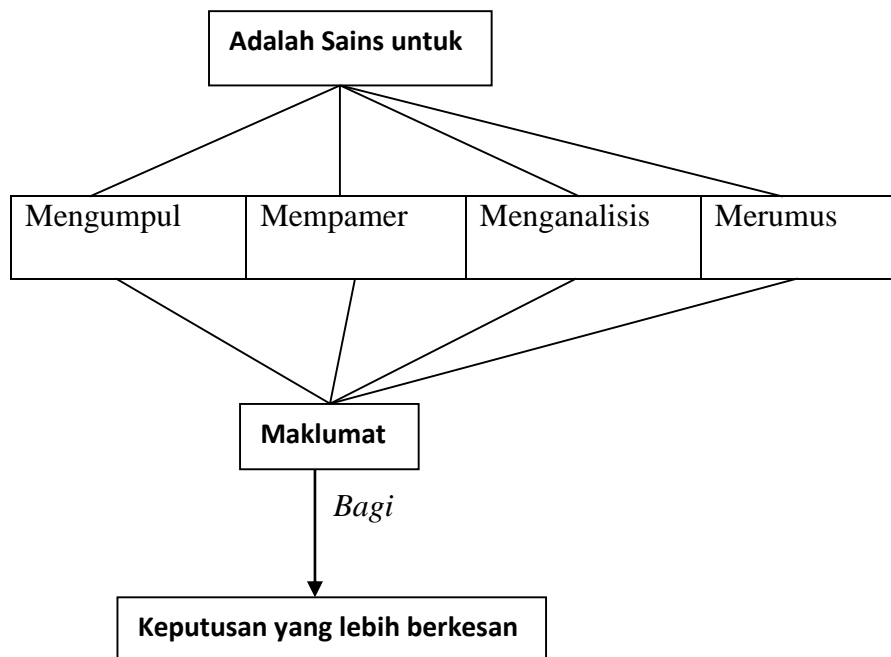 Adalah Sains untuk
Mengumpul
Mempamer
Menganalisis
Merumus
Maklumat
Bagi
Keputusan yang lebih berkesan